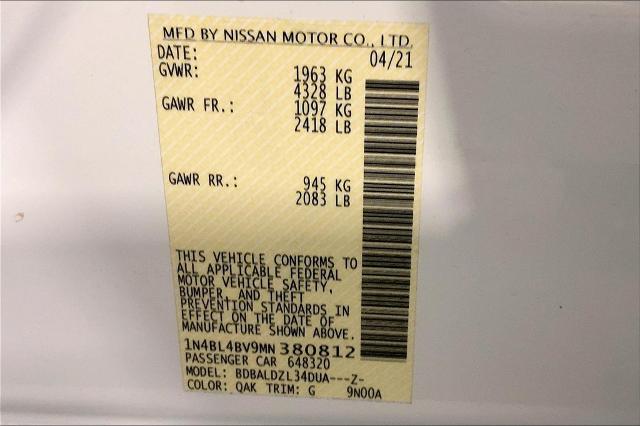 MFD BY NISSAN MOTOR CO., LTD.
DATE: 04/21
GVWR: 1963 KG
4328 LB
GAWR FR.: 1097 KG
2418 LB
GAWR RR.: 945 KG
2083 LB
THIS VEHICLE CONFORMS TO
ALL APPLICABLE FEDERAL
MOTOR VEHICLE SAFETY,
BUMPER, AND THEFT
PREVENTION STANDARDS IN
EFFECT ON THE DATE OF
MANUFACTURE SHOWN ABOVE.
1N4BL4BV9MN380812
PASSENGER CAR 648320
MODEL: BDBALDZL34DUA---Z-
COLOR: QAK TRIM: G 9N00A